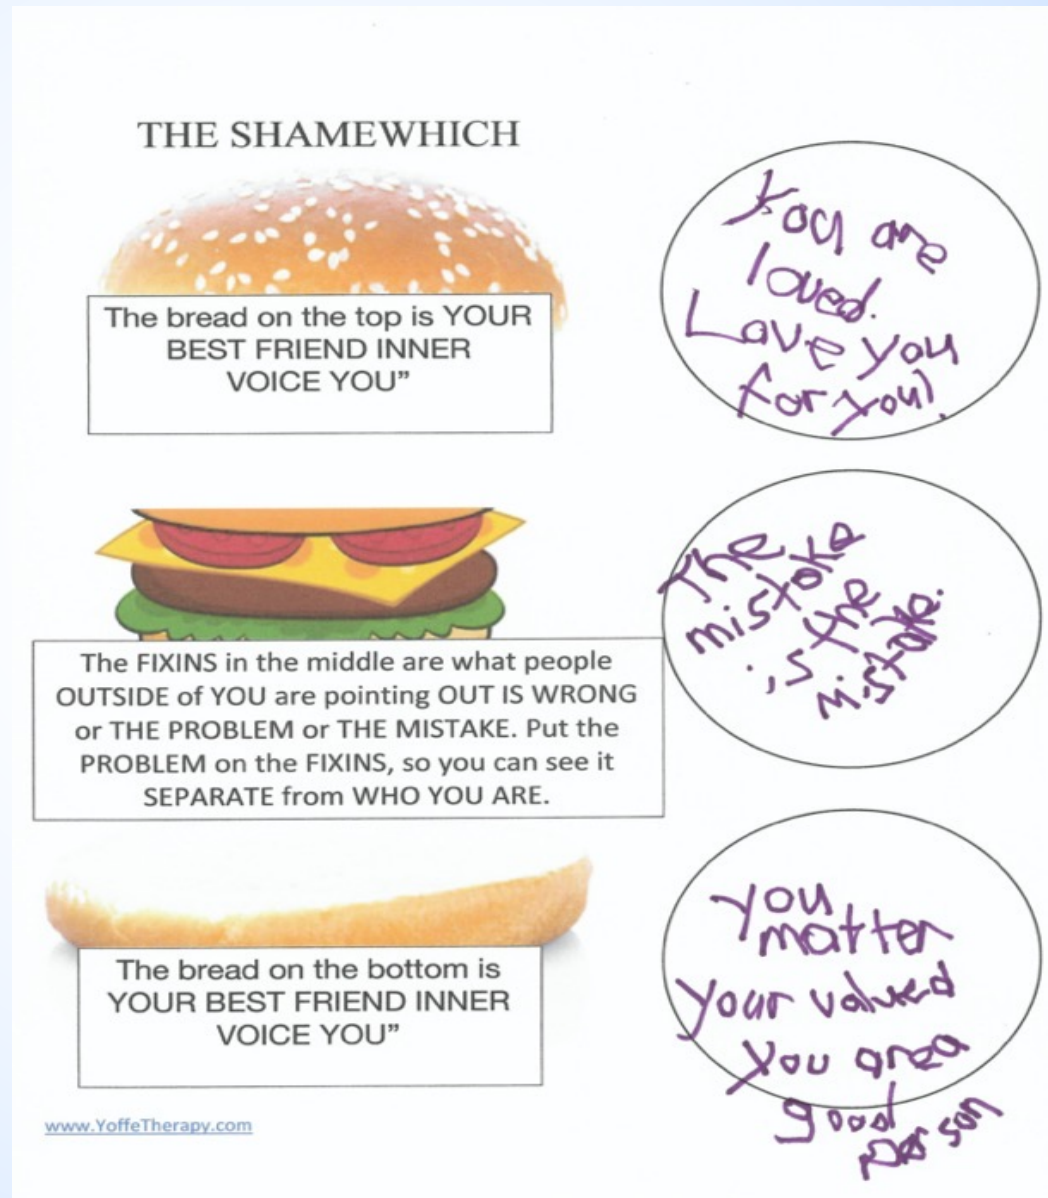 THE SHAMEWHICH
The bread on the top is YOUR
BEST FRIEND INNER
VOICE YOU”
You are
loved.
Love you
for you!
The FIXINS in the middle are what people
OUTSIDE of YOU are pointing OUT IS WRONG
or THE PROBLEM or THE MISTAKE. Put the
PROBLEM on the FIXINS, so you can see it
SEPARATE from WHO YOU ARE.
The
mistake
is the
mistake.
The bread on the bottom is
YOUR BEST FRIEND INNER
VOICE YOU”
you
matter
your valued
you are a
good
person
www.YoffeTherapy.com